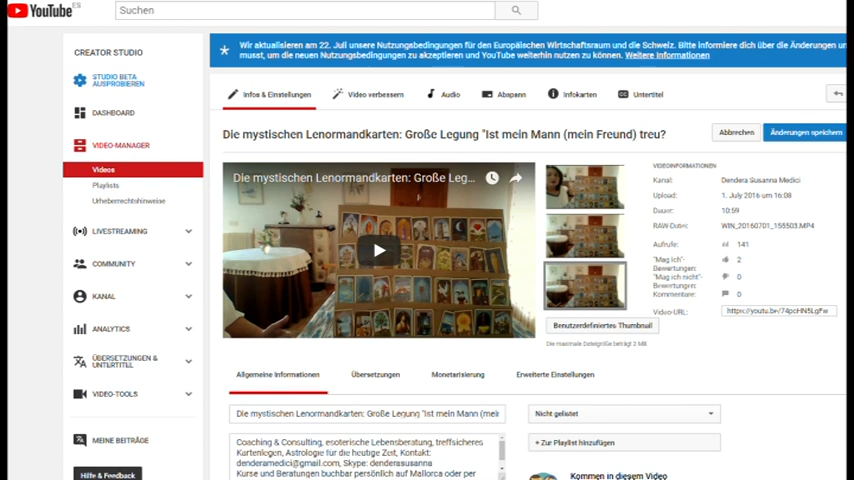 YouTube ES
Suchen
CREATOR STUDIO
STUDIO BETA
AUSPROBIEREN
DASHBOARD
VIDEO-MANAGER
Videos
Playlists
Urheberrechtshinweise
LIVESTREAMING
COMMUNITY
KANAL
ANALYTICS
ÜBERSETZUNGEN &
UNTERTITEL
VIDEO-TOOLS
MEINE BEITRÄGE
Hilfe & Feedback
Wir aktualisieren am 22. Juli unsere Nutzungsbedingungen für den Europäischen Wirtschaftsraum und die Schweiz. Bitte informiere dich über die Änderungen un
musst, um die neuen Nutzungsbedingungen zu akzeptieren und YouTube weiterhin nutzen zu können. Weitere Informationen
Infos & Einstellungen
Video verbessern
Audio
Abspann
Infokarten
Untertitel
Die mystischen Lenormandkarten: Große Legung "Ist mein Mann (mein Freund) treu?
Abbrechen
Änderungen speichern
Die mystischen Lenormandkarten: Große Leg...
VIDEOINFORMATIONEN
Kanal: Dendera Susanna Medici
Upload: 1. July 2016 um 16:08
Dauer: 10:59
RAW-Datei: WIN_20160701_155503.MP4
Aufrufe: 141
"Mag ich"-
Bewertungen: 2
"Mag ich nicht"-
Bewertungen: 0
Kommentare: 0
Video-URL: https://youtu.be/74pcHN5LgFw
Benutzerdefiniertes Thumbnail
Die maximale Dateigröße beträgt 2 MB.
Allgemeine Informationen
Übersetzungen
Monetarisierung
Erweiterte Einstellungen
Die mystischen Lenormandkarten: Große Legung "Ist mein Mann (mein
Nicht gelistet
Coaching & Consulting, esoterische Lebensberatung, treffsicheres
Kartenlegen, Astrologie für die heutige Zeit, Kontakt:
denderamedici@gmail.com, Skype: denderasusanna
Kurse und Beratungen buchbar persönlich auf Mallorca oder per
+ Zur Playlist hinzufügen
Kommen in diesem Video